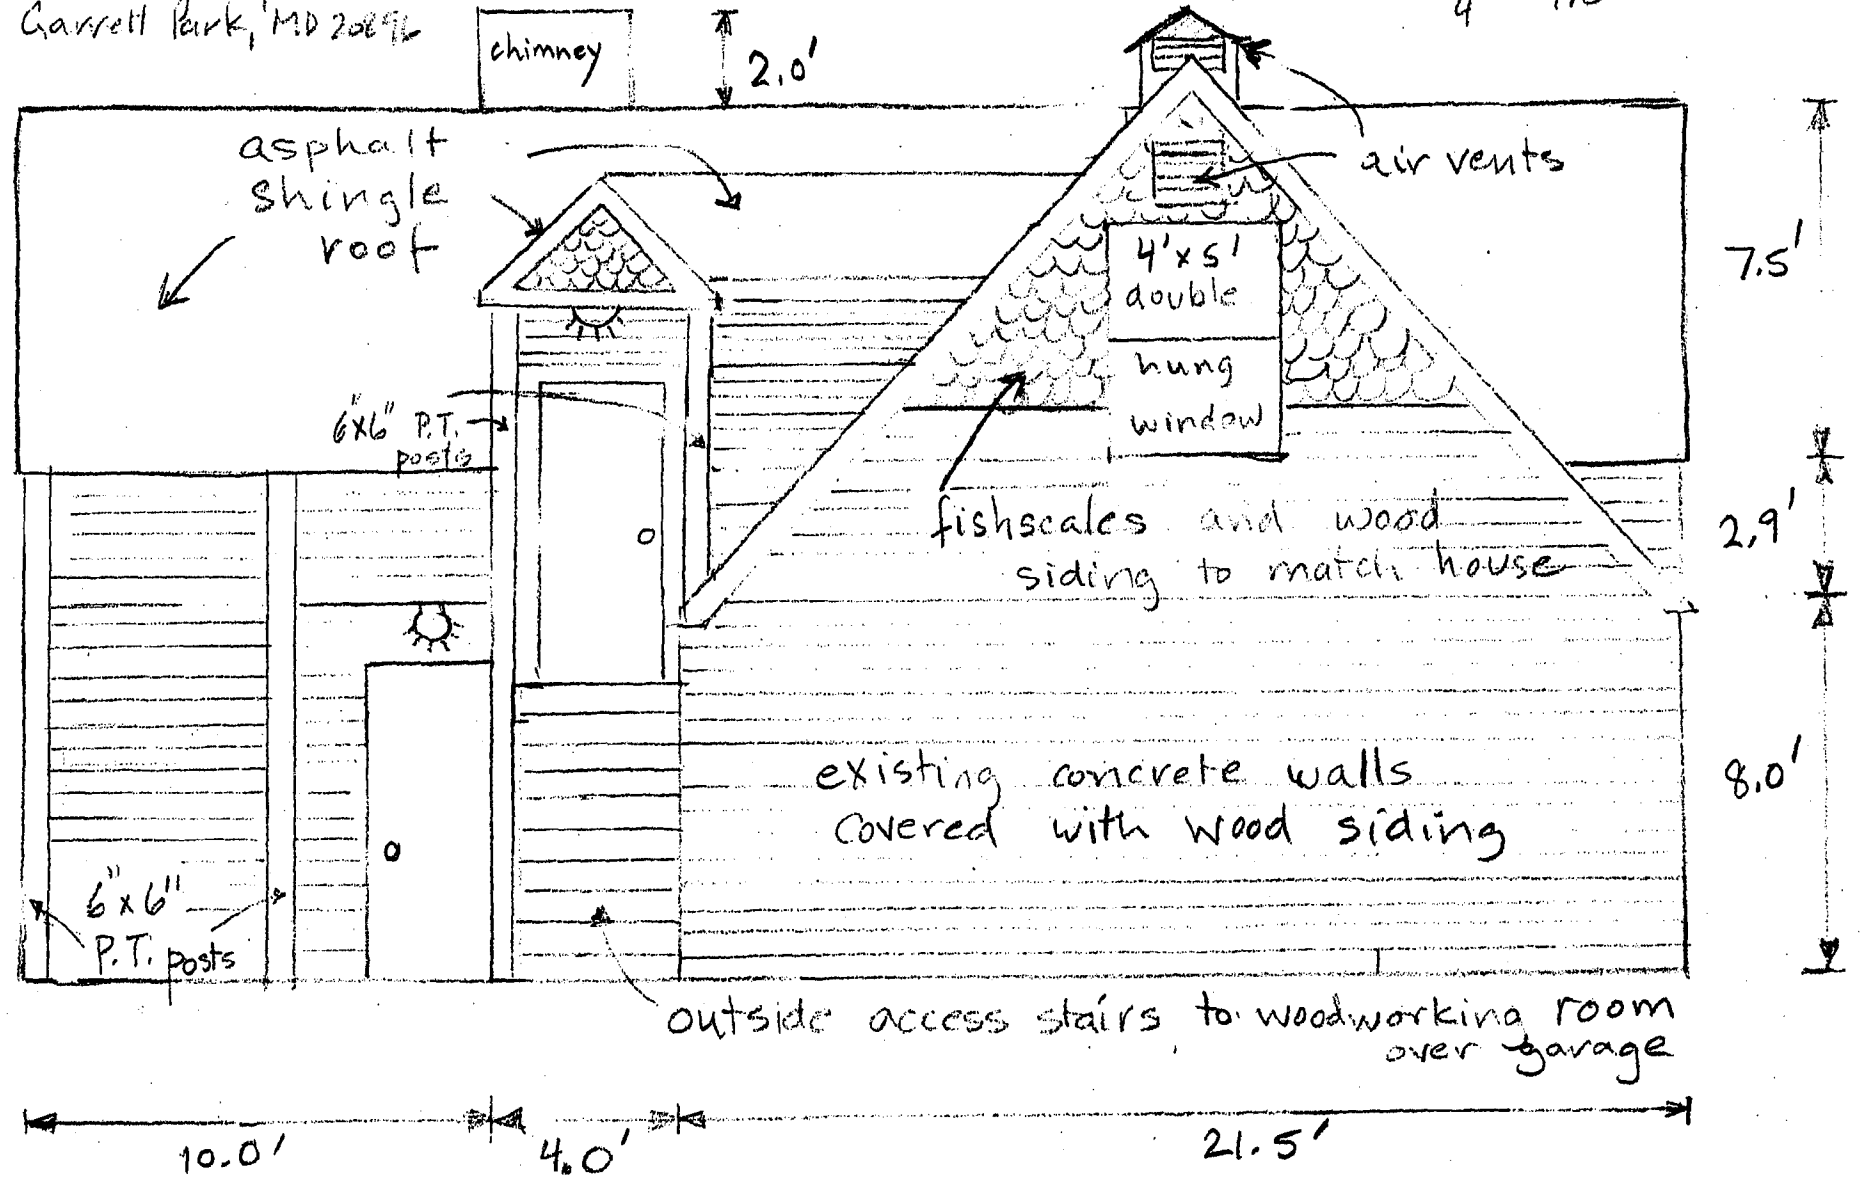 Garrett Park, MD 20896
4
chimney
2.0'
asphalt
shingle
roof
air vents
4'x5'
double
hung
window
7.5'
6"x6" P.T.
posts
fishscales and wood
siding to match house
2.9'
existing concrete walls
covered with wood siding
8.0'
6"x6"
P.T. posts
outside access stairs to woodworking room
over garage
10.0'
4.0'
21.5'